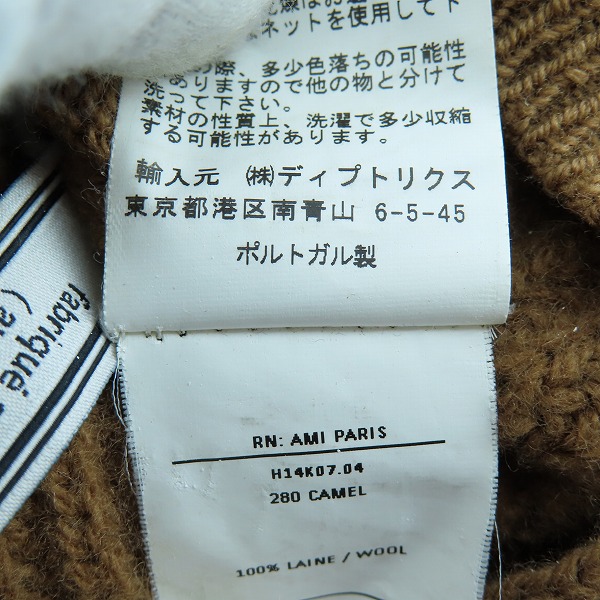 ネットを使用して下
際、多少色落ちの可能性
ありますので他の物と分けて
洗って下さい。
素材の性質上、洗濯で多少収縮
する可能性があります。
輸入元 ㈱ディプトリクス
東京都港区南青山 6-5-45
ポルトガル製
fabriqué
RN: AMI PARIS
H14K07.04
280 CAMEL
100% LAINE / WOOL